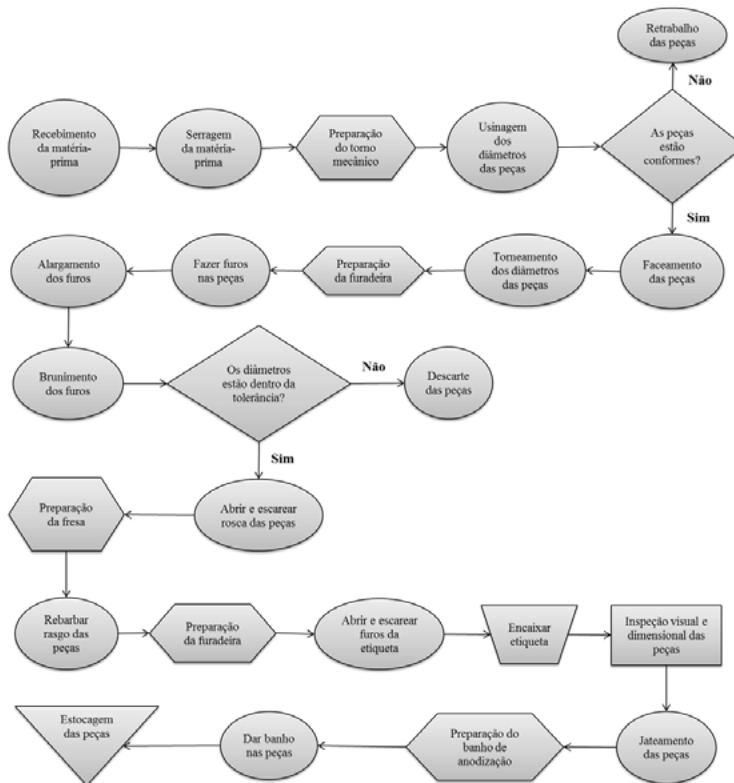 Retrabalho
das peças
Não
Recebimento
da matéria-
prima
Serragem
da matéria-
prima
Preparação
do torno
mecânico
Usinagem
dos
diâmetros
das peças
As peças
estão
conformes?
Sim
Alargamento
dos furos
Fazer furos
nas peças
Preparação
da furadeira
Torneamento
dos diâmetros
das peças
Faceamento
das peças
Brunimento
dos furos
Os diâmetros
estão dentro da
tolerância?
Não
Descarte
das peças
Sim
Preparação
da fresa
Abrir e escarear
rosca das peças
Rebarbar
rasgo das
peças
Preparação
da furadeira
Abrir e escarear
furos da
etiqueta
Encaixar
etiqueta
Inspeção visual e
dimensional das
peças
Estocagem
das peças
Dar banho
nas peças
Preparação do
banho de
anodização
Jateamento
das peças